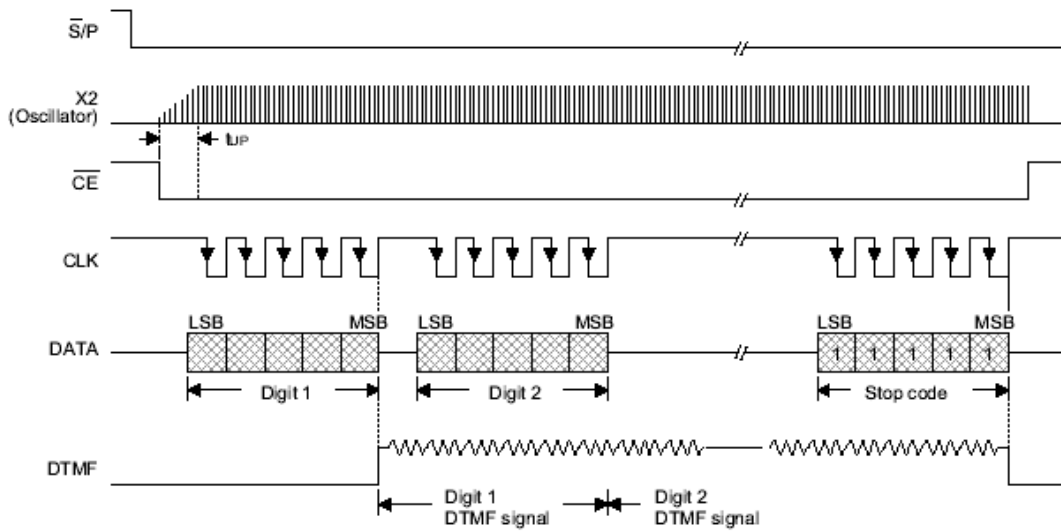 S/P
X2
(Oscillator)
tUP
CE
CLK
LSB MSB LSB MSB LSB MSB
DATA 1 1 1 1 1
Digit 1 Digit 2 Stop code
DTMF
Digit 1 Digit 2
DTMF signal DTMF signal